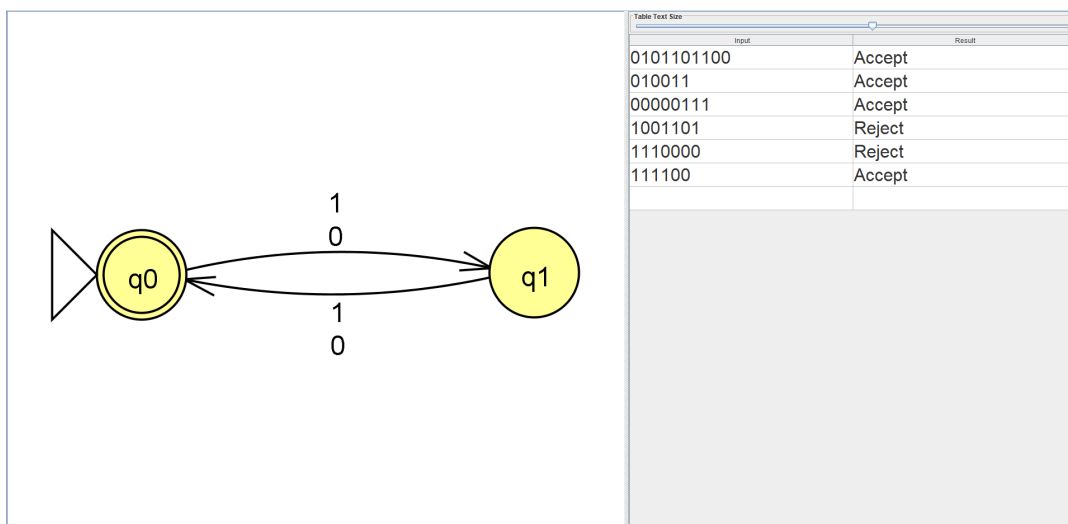 Table Text Size
Input Result
0101101100 Accept
010011 Accept
00000111 Accept
1001101 Reject
1110000 Reject
111100 Accept
1
0
q0 q1
1
0